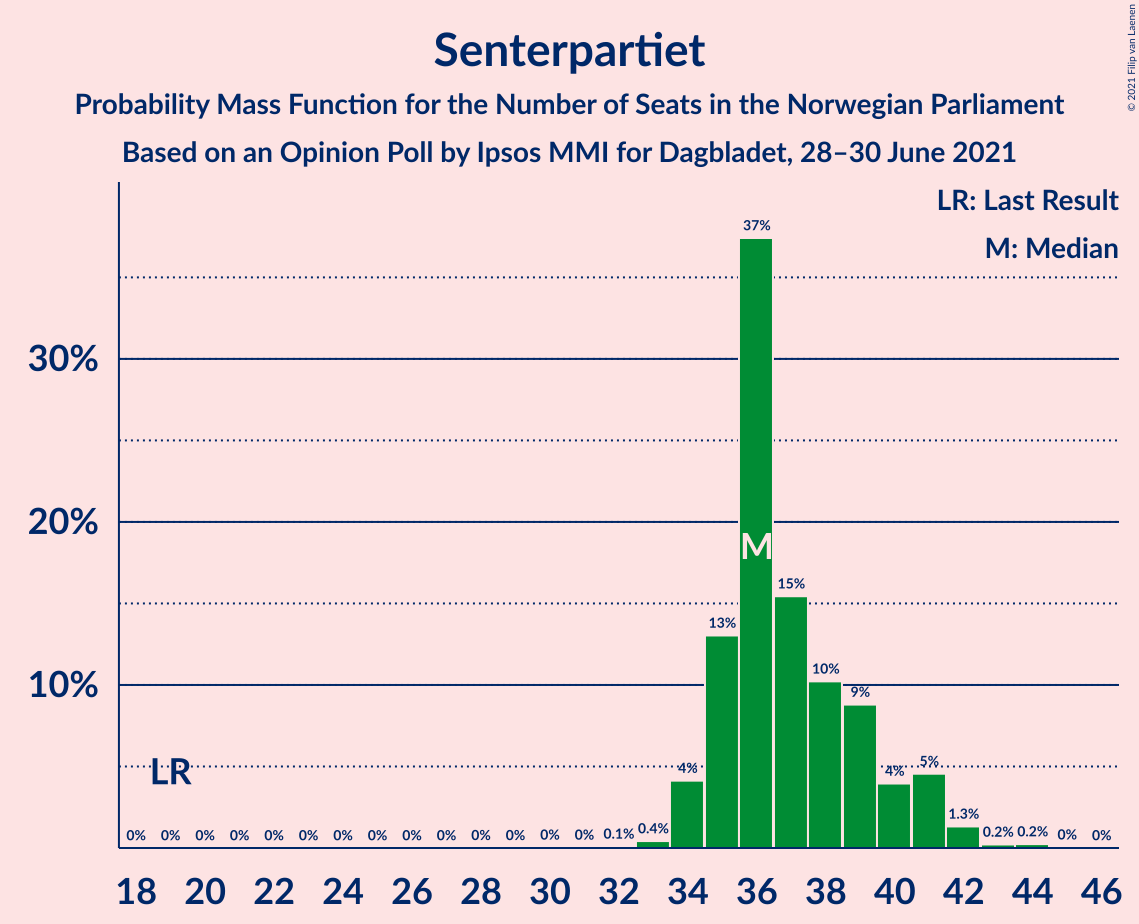 Senterpartiet
Probability Mass Function for the Number of Seats in the Norwegian Parliament
Based on an Opinion Poll by Ipsos MMI for Dagbladet, 28–30 June 2021
© 2021 Filip van Laenen
LR: Last Result
M: Median
30%
20%
10%
37%
M
15%
13%
10%
9%
LR
4%
4%
5%
0% 0% 0% 0% 0% 0% 0% 0% 0% 0% 0% 0% 0% 0% 0.1% 0.4% 1.3% 0.2% 0.2% 0% 0%
18 20 22 24 26 28 30 32 34 36 38 40 42 44 46